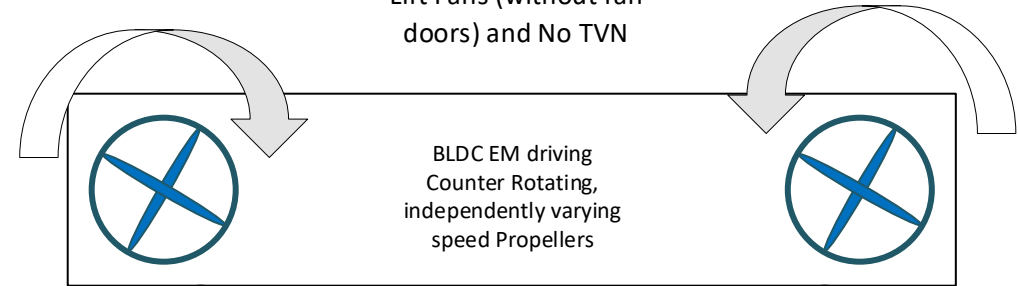 Lift Fans (without fan
doors) and No TVN
BLDC EM driving
Counter Rotating,
independently varying
speed Propellers